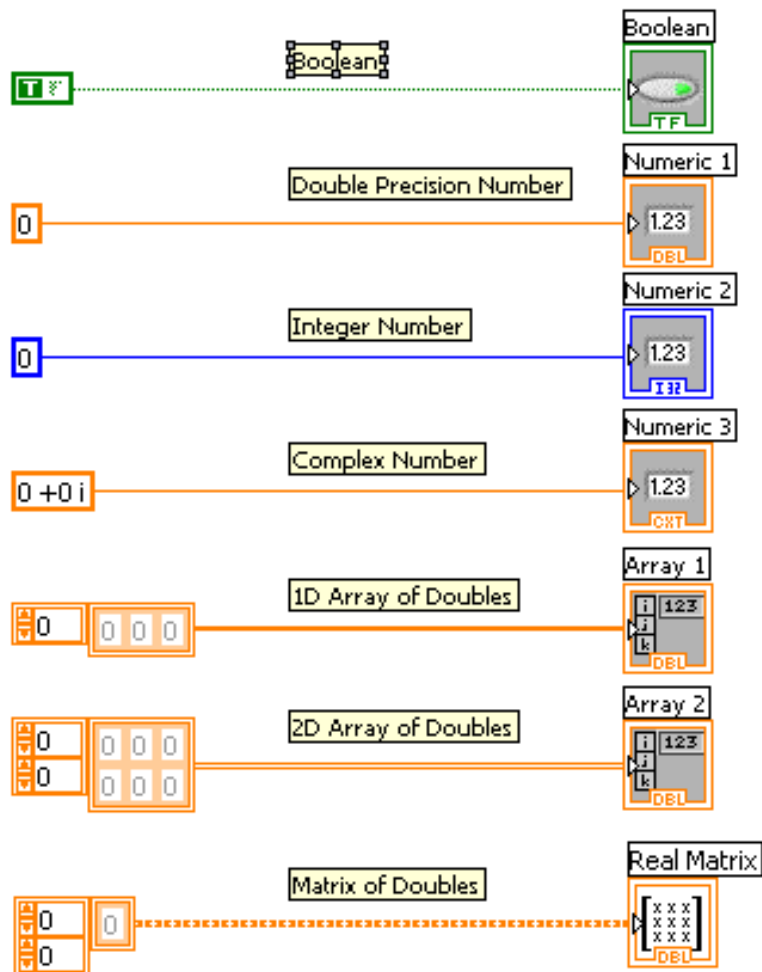 Boolean
Boolean
T F
TF
Numeric 1
Double Precision Number
0
1.23
DBL
Numeric 2
Integer Number
0
1.23
I32
Numeric 3
Complex Number
0 +0 i
1.23
CXT
Array 1
1D Array of Doubles
0 0 0 0
i 123
j
k
DBL
Array 2
2D Array of Doubles
0 0 0 0
0 0 0 0
i 123
j
k
DBL
Real Matrix
Matrix of Doubles
0 0
0
x x x
x x x
x x x
DBL